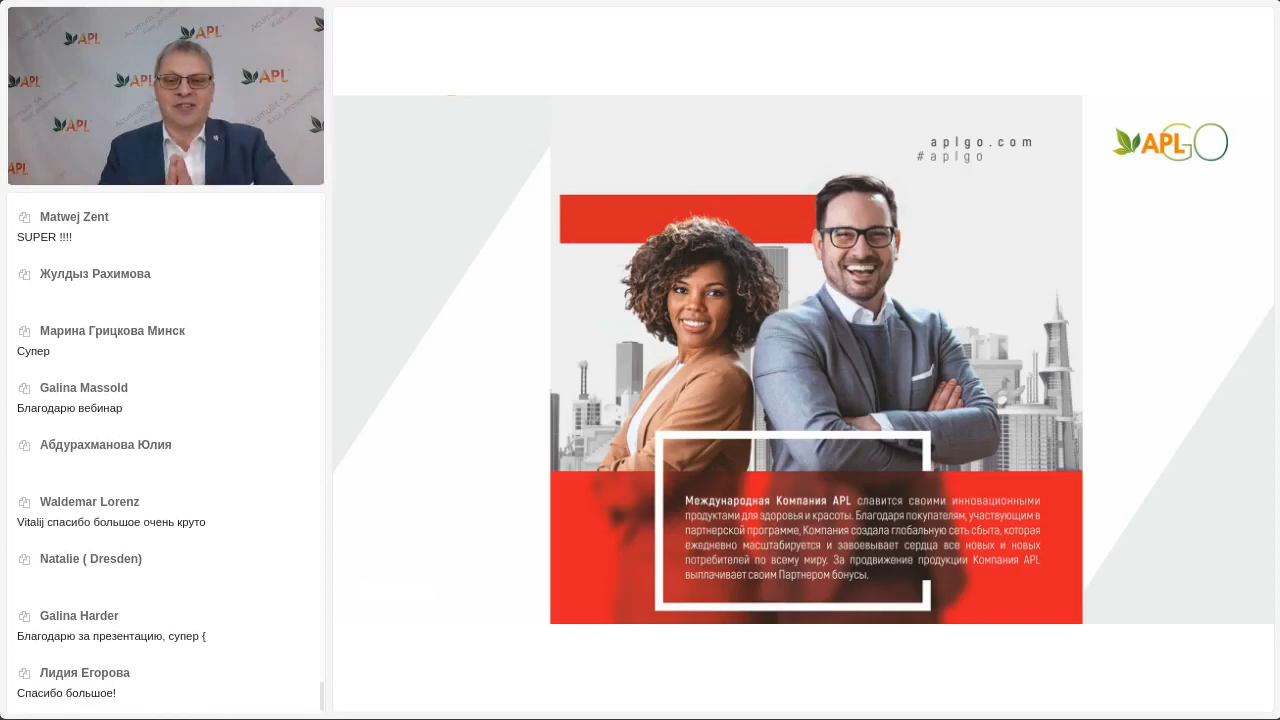 APL
APL
APL
APL
APL
APL
APL
Matwej Zent
SUPER !!!!
Жулдыз Рахимова
Марина Грицкова Минск
Супер
Galina Massold
Благодарю вебинар
Абдурахманова Юлия
Waldemar Lorenz
Vitalij спасибо большое очень круто
Natalie ( Dresden)
Galina Harder
Благодарю за презентацию, супер {
Лидия Егорова
Спасибо большое!
aplgo.com
#aplgo
APLGO
Международная Компания APL славится своими инновационными
продуктами для здоровья и красоты. Благодаря покупателям, участвующим в
партнерской программе, Компания создала глобальную сеть сбыта, которая
ежедневно масштабируется и завоевывает сердца все новых и новых
потребителей по всему миру. За продвижение продукции Компания APL
выплачивает своим Партнером бонусы.